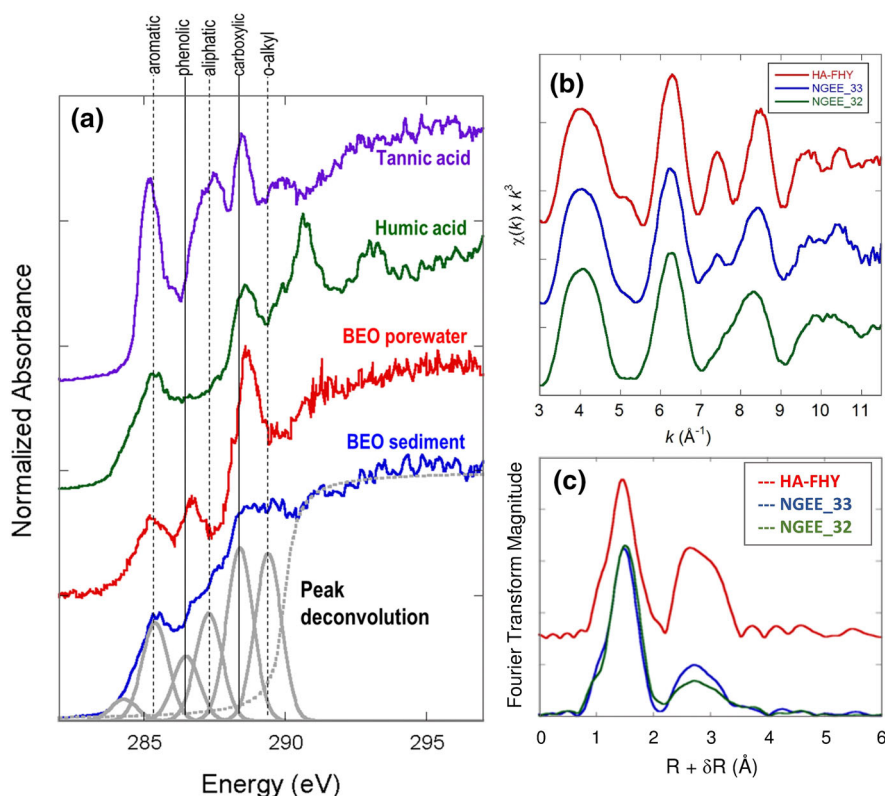 aromatic
phenolic
aliphatic
carboxylic
o-alkyl
(a)
Tannic acid
Humic acid
BEO porewater
BEO sediment
Peak
deconvolution
Normalized Absorbance
285
290
295
Energy (eV)
(b)
HA-FHY
NGEE_33
NGEE_32
χ(k) x k³
3
4
5
6
7
8
9
10
11
k (Å⁻¹)
(c)
HA-FHY
NGEE_33
NGEE_32
Fourier Transform Magnitude
0
1
2
3
4
5
6
R + δR (Å)